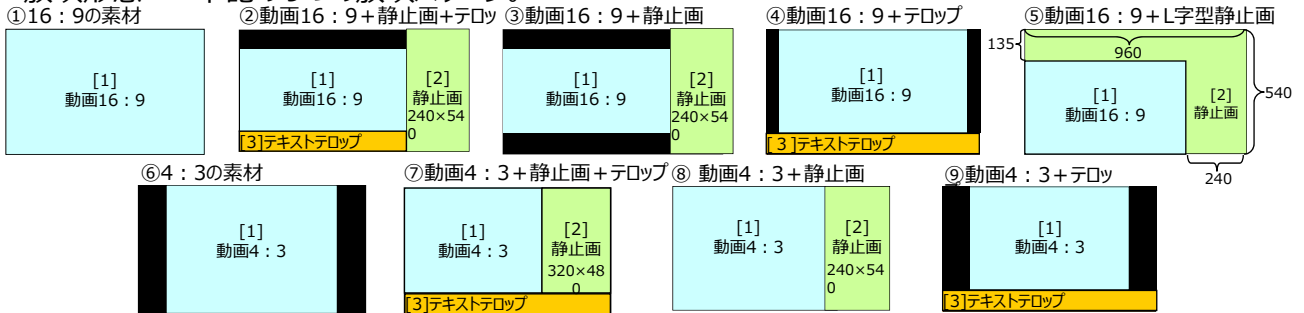 ①16：9の素材
②動画16：9＋静止画＋テロッ
③動画16：9＋静止画
④動画16：9＋テロップ
⑤動画16：9＋L字型静止画
[1]
動画16：9
[1]
動画16：9
[2]
静止画
240×54
0
[3]テキストテロップ
[1]
動画16：9
[2]
静止画
240×54
0
[1]
動画16：9
[3]テキストテロップ
135
960
[1]
動画16：9
[2]
静止画
540
240
⑥4：3の素材
⑦動画4：3＋静止画＋テロップ
⑧ 動画4：3＋静止画
⑨動画4：3＋テロッ
[1]
動画4：3
[1]
動画4：3
[2]
静止画
320×48
0
[3]テキストテロップ
[1]
動画4：3
[2]
静止画
240×54
0
[1]
動画4：3
[3]テキストテロップ